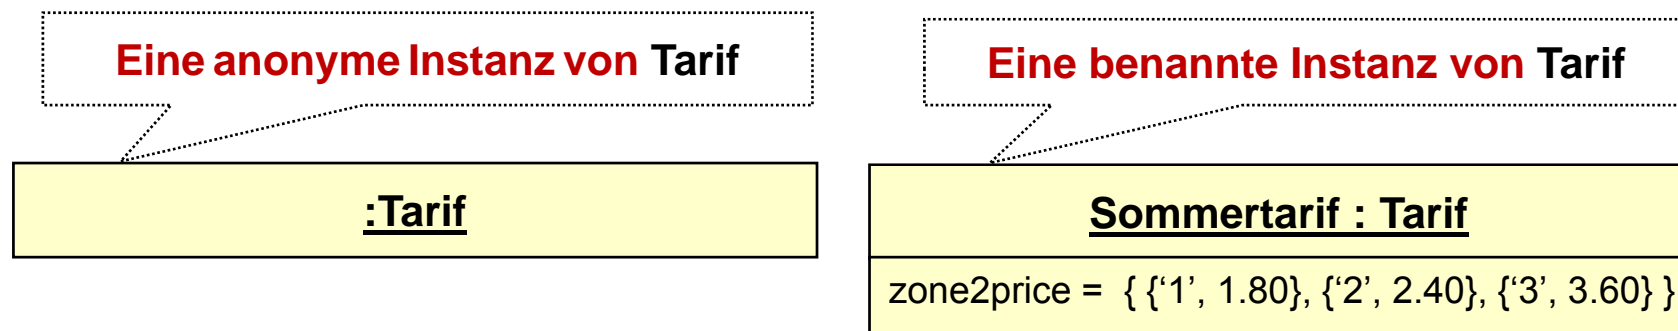 Eine anonyme Instanz von Tarif
:Tarif
Eine benannte Instanz von Tarif
Sommertarif : Tarif
zone2price = { {‘1’, 1.80}, {‘2’, 2.40}, {‘3’, 3.60} }